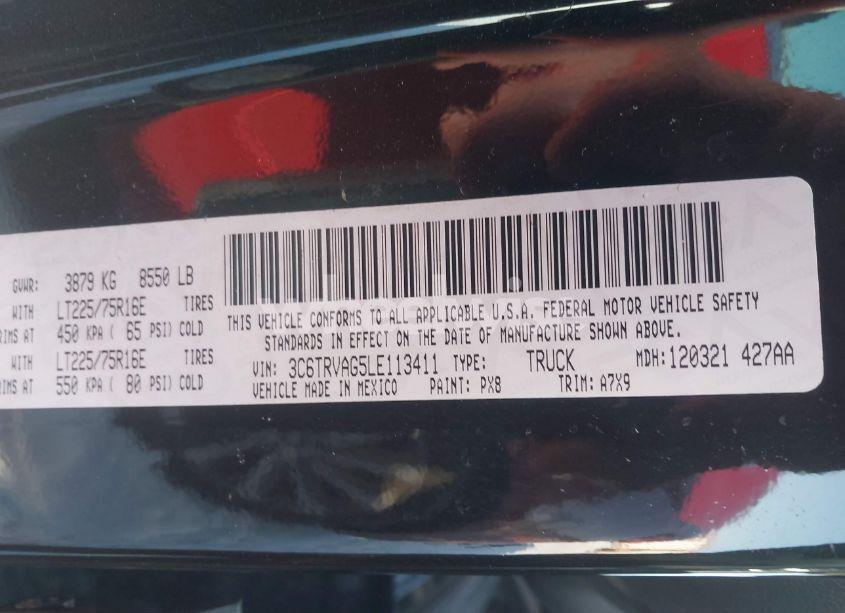 GVWR: 3879 KG 8550 LB
WITH LT225/75R16E TIRES
RIMS AT 450 KPA ( 65 PSI) COLD
WITH LT225/75R16E TIRES
RIMS AT 550 KPA ( 80 PSI) COLD
THIS VEHICLE CONFORMS TO ALL APPLICABLE U.S.A. FEDERAL MOTOR VEHICLE SAFETY
STANDARDS IN EFFECT ON THE DATE OF MANUFACTURE SHOWN ABOVE.
VIN: 3C6TRVAG5LE113411 TYPE: TRUCK MDH: 120321 427AA
VEHICLE MADE IN MEXICO PAINT: PX8 TRIM: A7X9